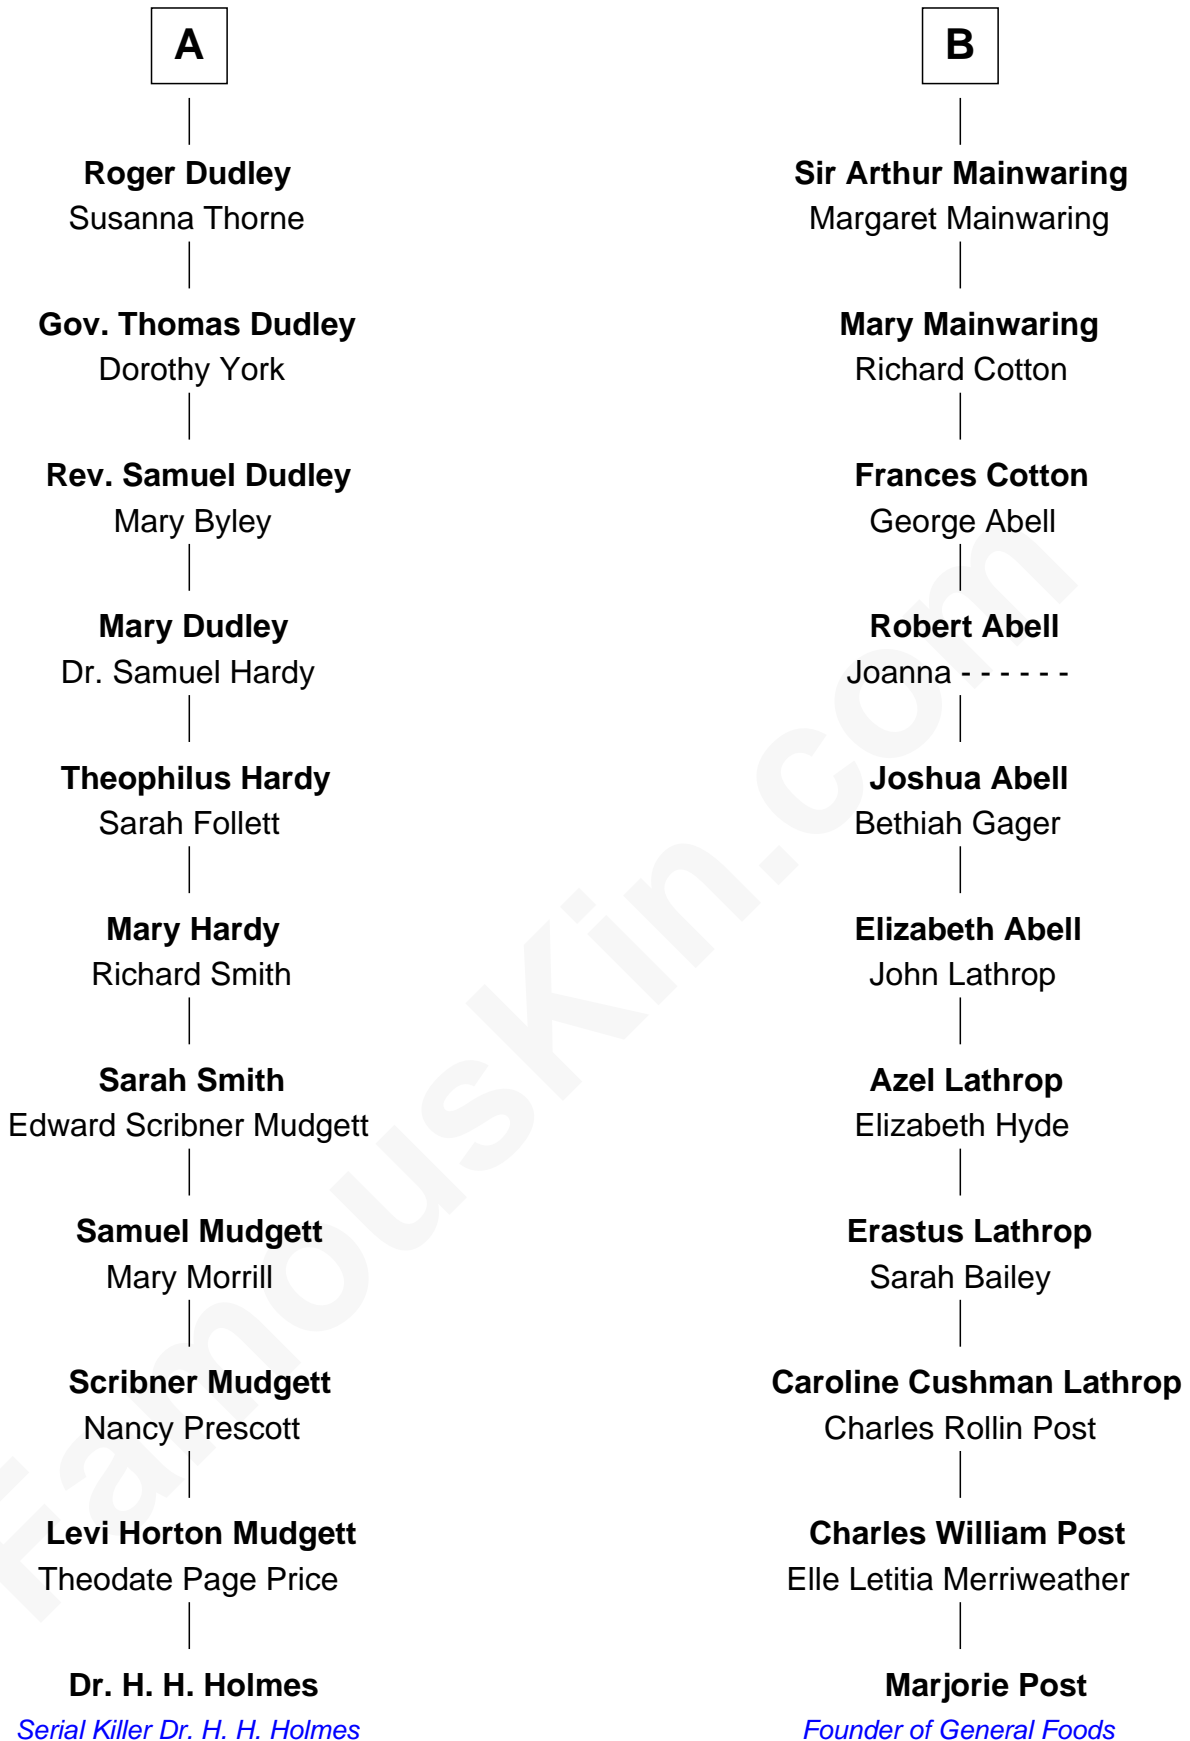 A
Roger Dudley
Susanna Thorne
Gov. Thomas Dudley
Dorothy York
Rev. Samuel Dudley
Mary Byley
Mary Dudley
Dr. Samuel Hardy
Theophilus Hardy
Sarah Follett
Mary Hardy
Richard Smith
Sarah Smith
Edward Scribner Mudgett
Samuel Mudgett
Mary Morrill
Scribner Mudgett
Nancy Prescott
Levi Horton Mudgett
Theodate Page Price
Dr. H. H. Holmes
Serial Killer Dr. H. H. Holmes
B
Sir Arthur Mainwaring
Margaret Mainwaring
Mary Mainwaring
Richard Cotton
Frances Cotton
George Abell
Robert Abell
Joanna - - - - - -
Joshua Abell
Bethiah Gager
Elizabeth Abell
John Lathrop
Azel Lathrop
Elizabeth Hyde
Erastus Lathrop
Sarah Bailey
Caroline Cushman Lathrop
Charles Rollin Post
Charles William Post
Elle Letitia Merriweather
Marjorie Post
Founder of General Foods
FamousKin.com